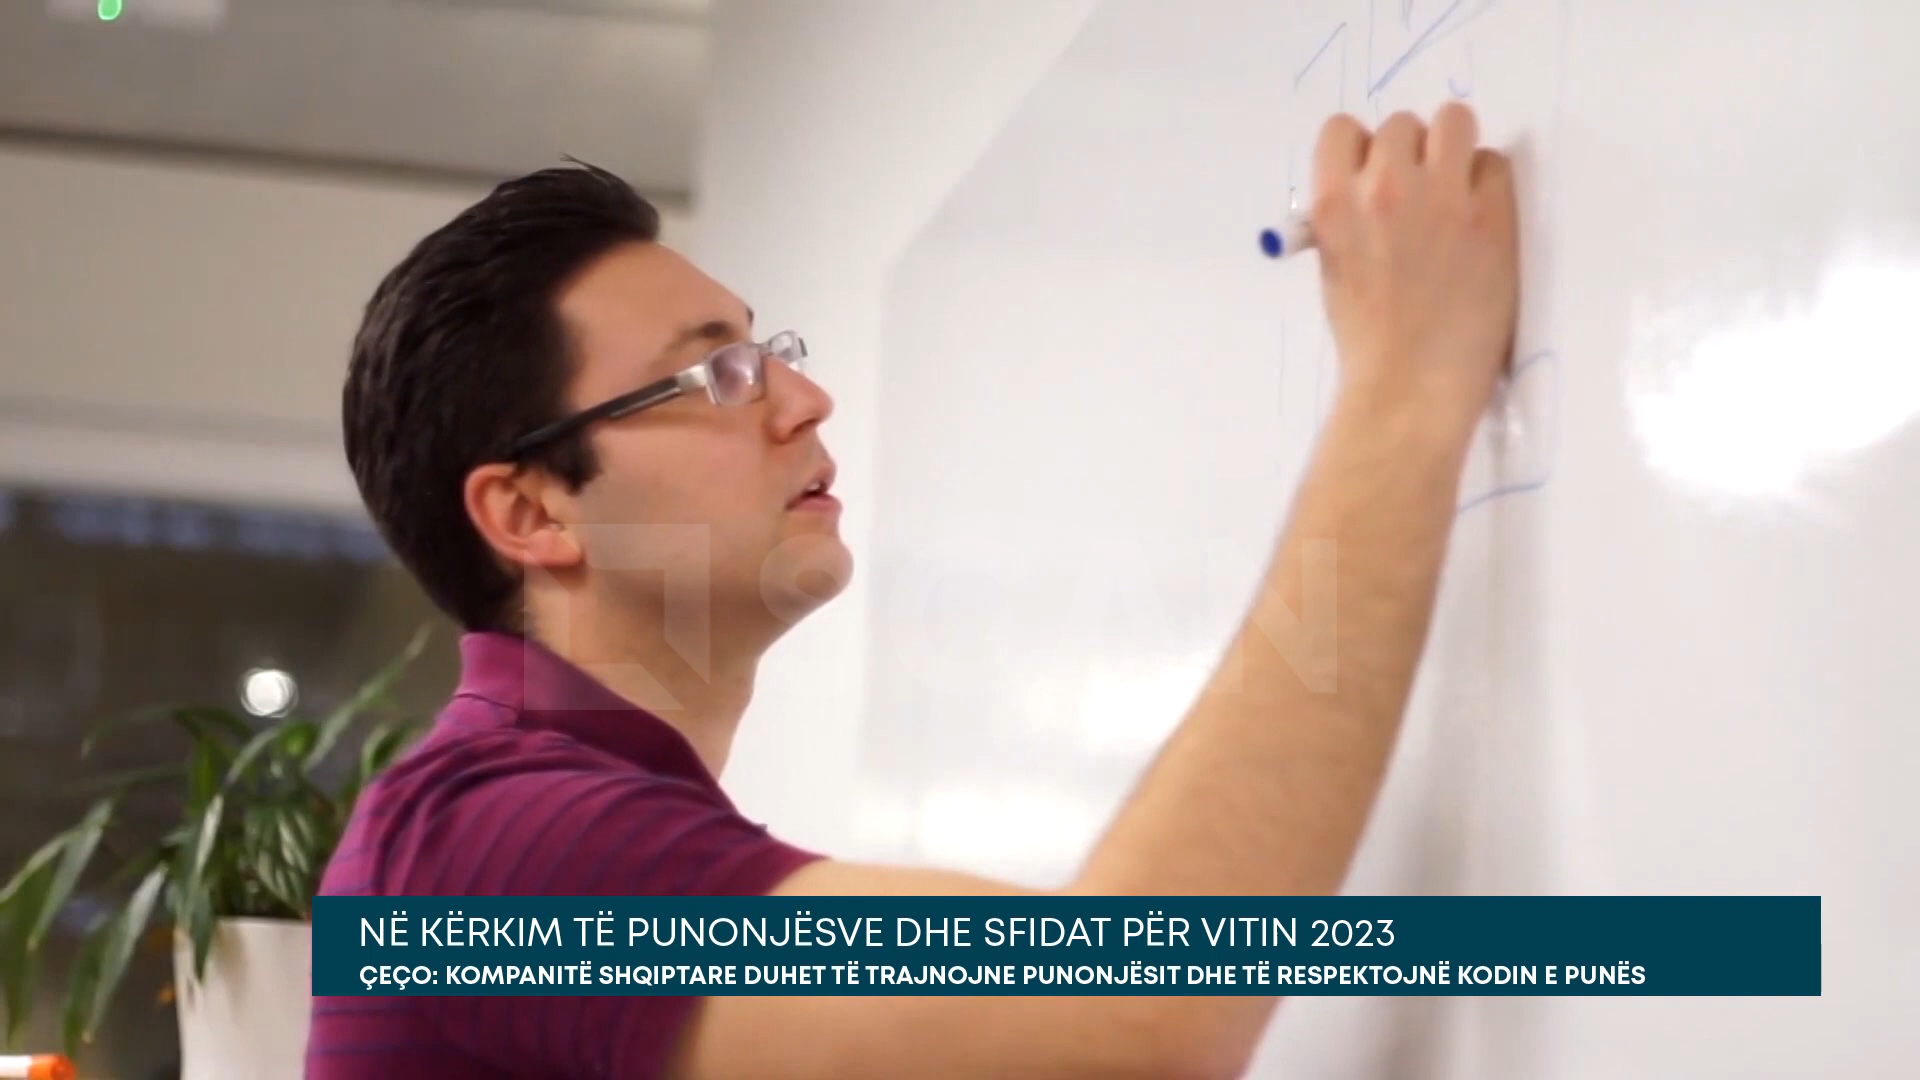 SCAN
NË KËRKIM TË PUNONJËSVE DHE SFIDAT PËR VITIN 2023
ÇEÇO: KOMPANITË SHQIPTARE DUHET TË TRAJNOJNE PUNONJËSIT DHE TË RESPEKTOJNË KODIN E PUNËS